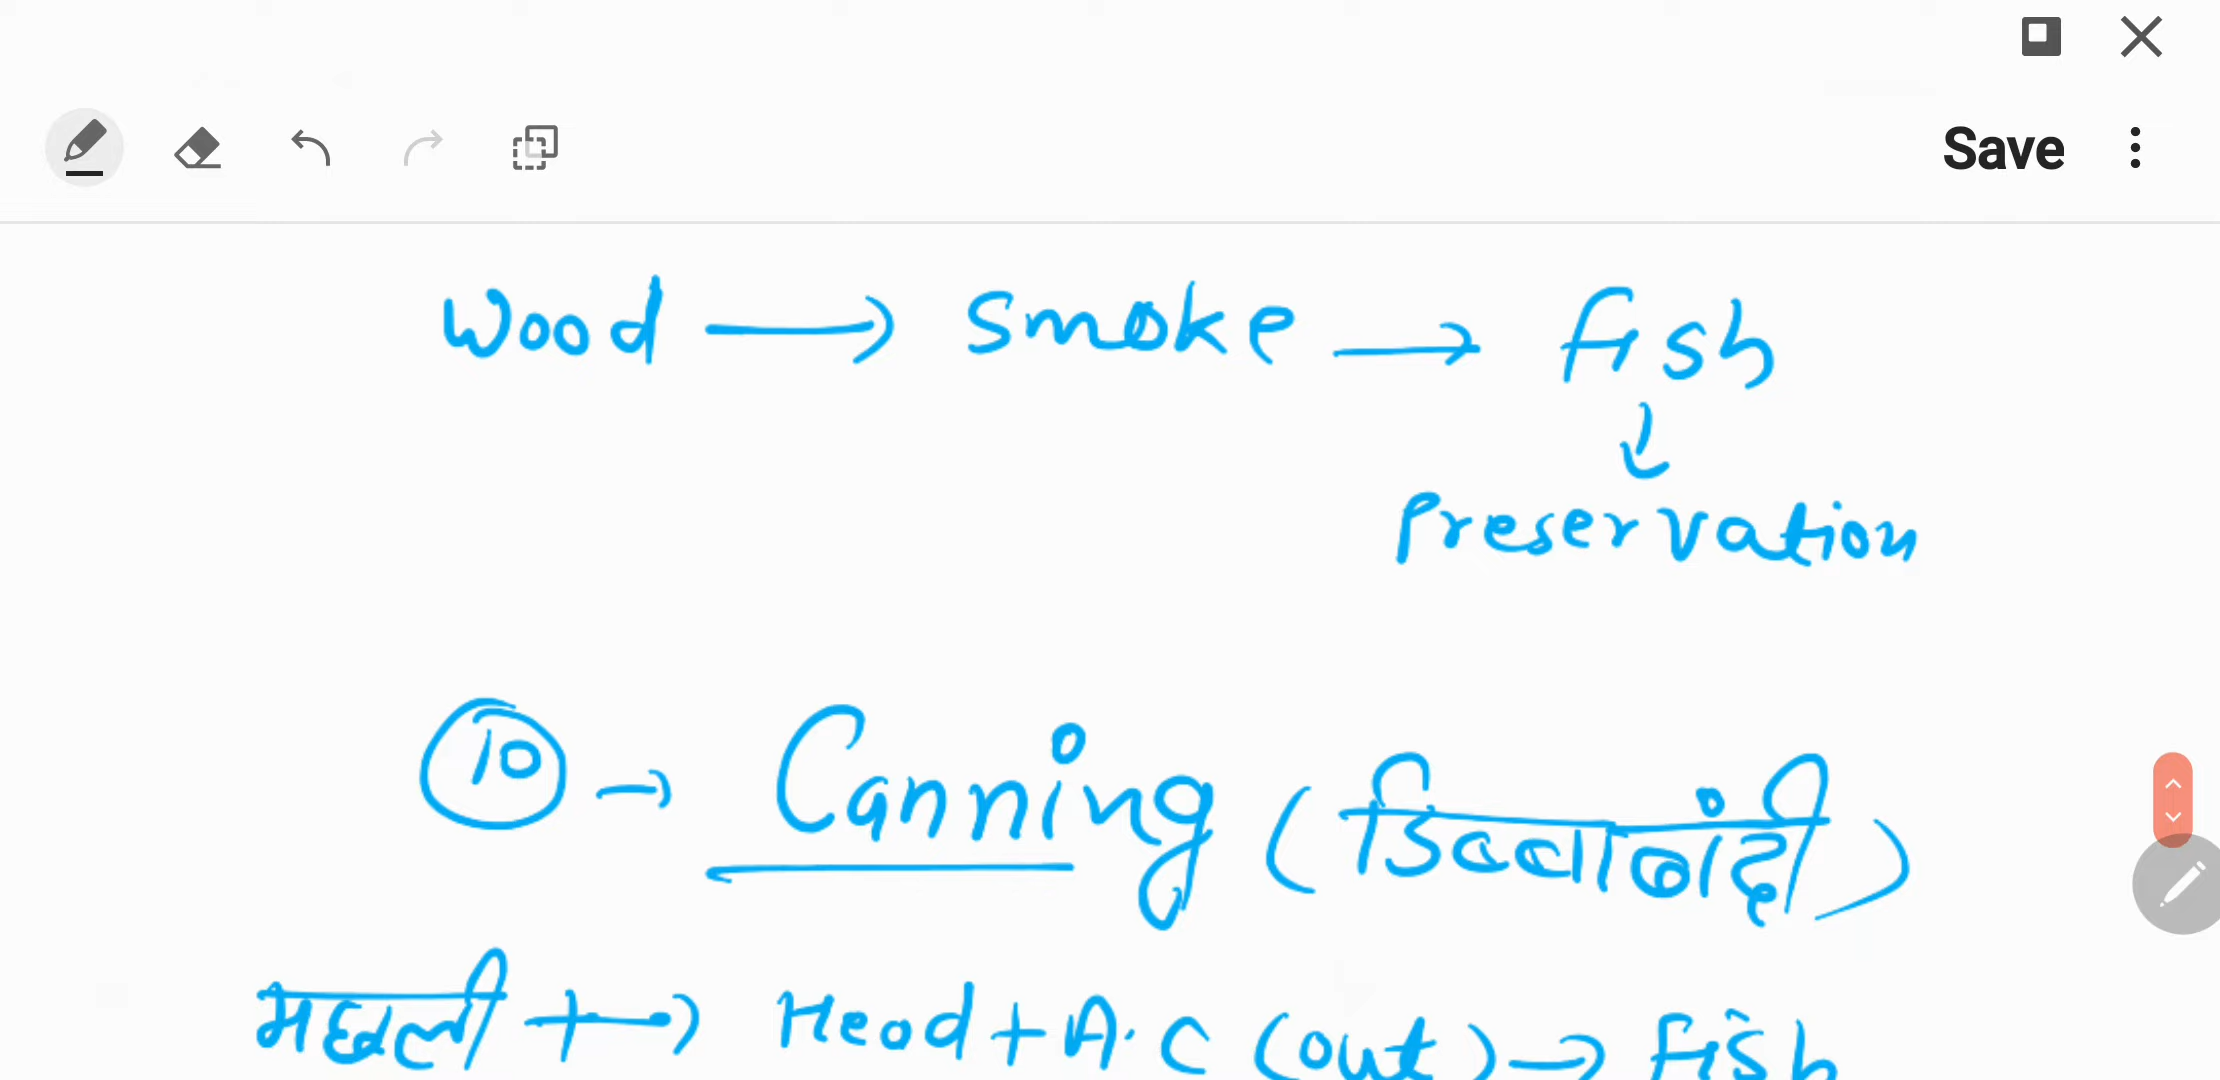 Save
Wood → Smoke → fish
↓
Preservation
10 → Canning (डिब्बाबंदी)
मछली +→ Head + A.C (out) → fish